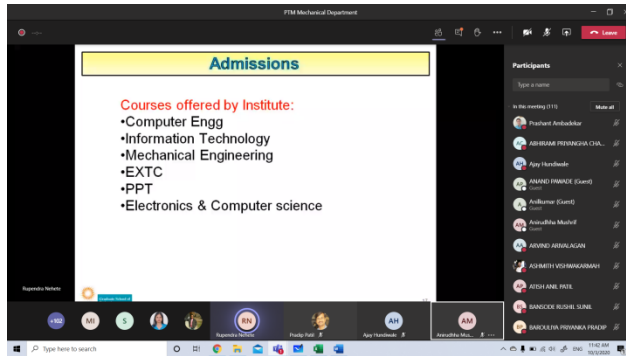 PTM Mechanical Department
Leave
Admissions
Courses offered by Institute:
•Computer Engg
•Information Technology
•Mechanical Engineering
•EXTC
•PPT
•Electronics & Computer science
Rupendra Nehete
Participants
Type a name
In this meeting (111)
Mute all
Prashant Ambadekar
ABHIRAMI PRIYANGHA CHA...
AH
Ajay Hundiwale
ANAND PAWADE (Guest)
Guest
Anilkumar (Guest)
Guest
AM
Anirudhha Mushrif
Guest
ARVIND ARIVALAGAN
ASHMITH VISHWAKARMAH
ATISH ANIL PATIL
BANSODE RUSHIL SUNIL
BAROLIYA PRIYANKA PRADIP
+102
MI
S
RN
Rupendra Nehete
Pradip Patil
AH
Ajay Hundiwale
AM
Anirudhha Mus...
Type here to search
ENG
11:42 AM
10/3/2020